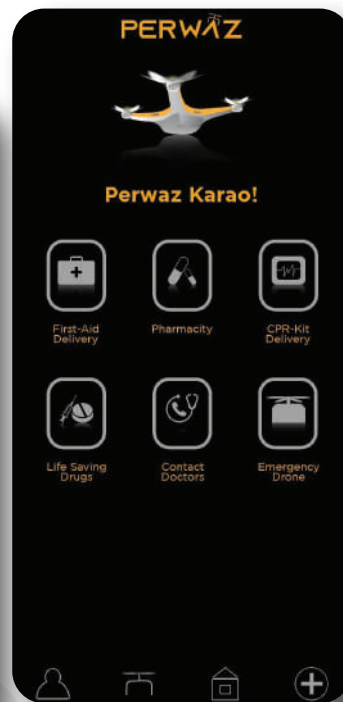 PERWAZ
Perwaz Karao!
First-Aid
Delivery
Pharmacity
CPR-Kit
Delivery
Life Saving
Drugs
Contact
Doctors
Emergency
Drone